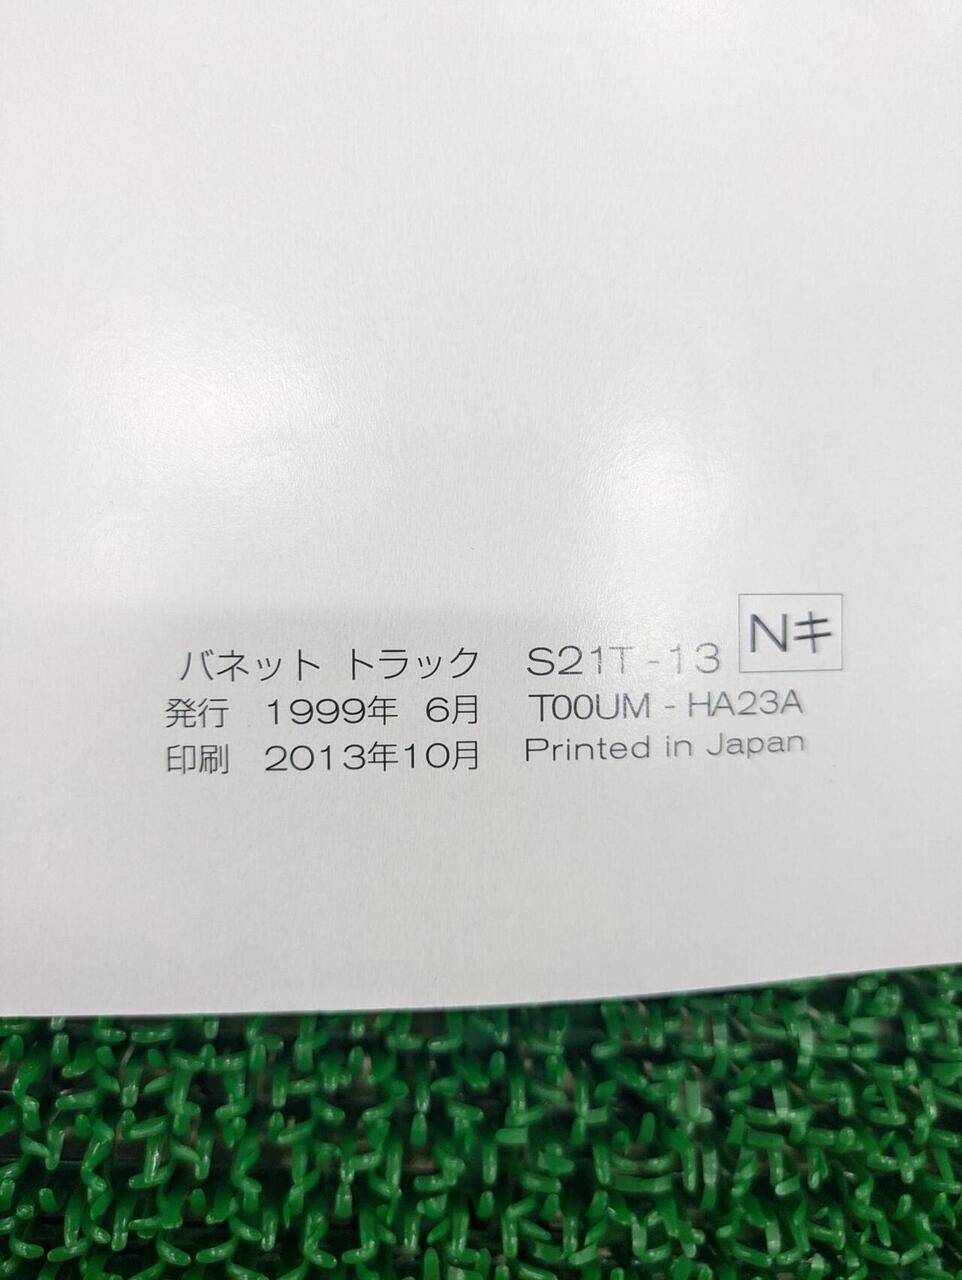 バネット トラック S21T-13 Nキ
発行 1999年 6月 T00UM-HA23A
印刷 2013年10月 Printed in Japan